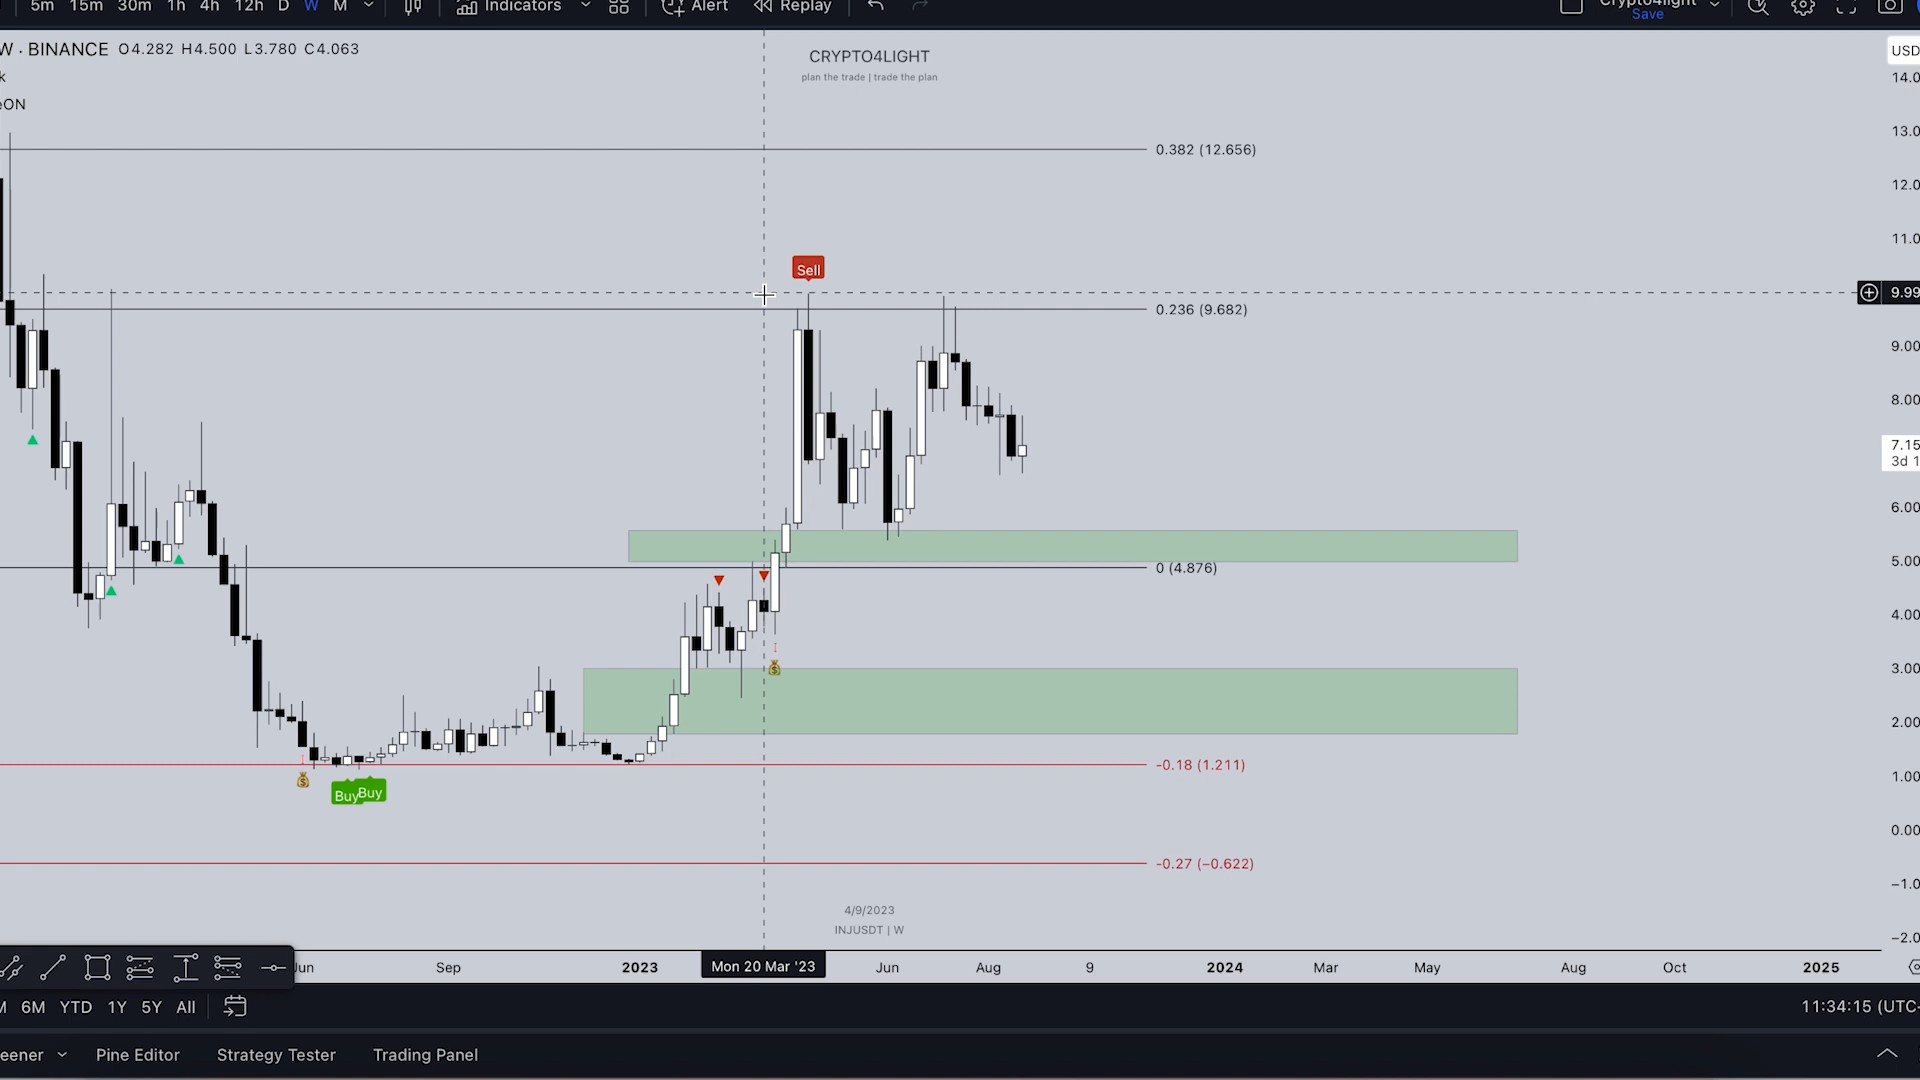 5m 15m 30m 1h 4h 12h D W M Indicators Alert Replay
Save
W · BINANCE O4.282 H4.500 L3.780 C4.063
CRYPTO4LIGHT
plan the trade | trade the plan
USD
k
ON
14.0
13.0
12.0
11.0
9.99
9.00
8.00
7.15
3d 1
6.00
5.00
4.00
3.00
2.00
1.00
0.00
−1.0
−2.0
0.382 (12.656)
Sell
0.236 (9.682)
0 (4.876)
-0.18 (1.211)
Buy Buy
-0.27 (−0.622)
4/9/2023
INJUSDT | W
Jun Sep 2023 Mon 20 Mar '23 Jun Aug 9 2024 Mar May Aug Oct 2025
M 6M YTD 1Y 5Y All
11:34:15 (UTC-
eener Pine Editor Strategy Tester Trading Panel